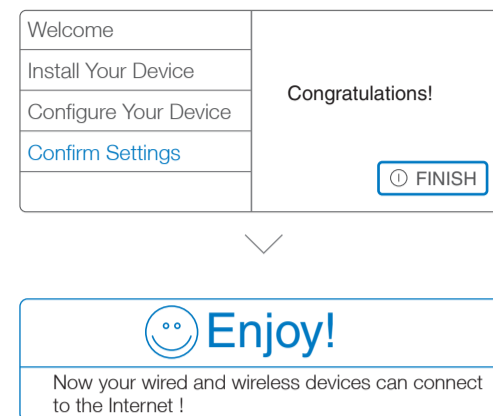 Welcome
Install Your Device
Configure Your Device
Confirm Settings
Congratulations!
FINISH
Enjoy!
Now your wired and wireless devices can connect
to the Internet !